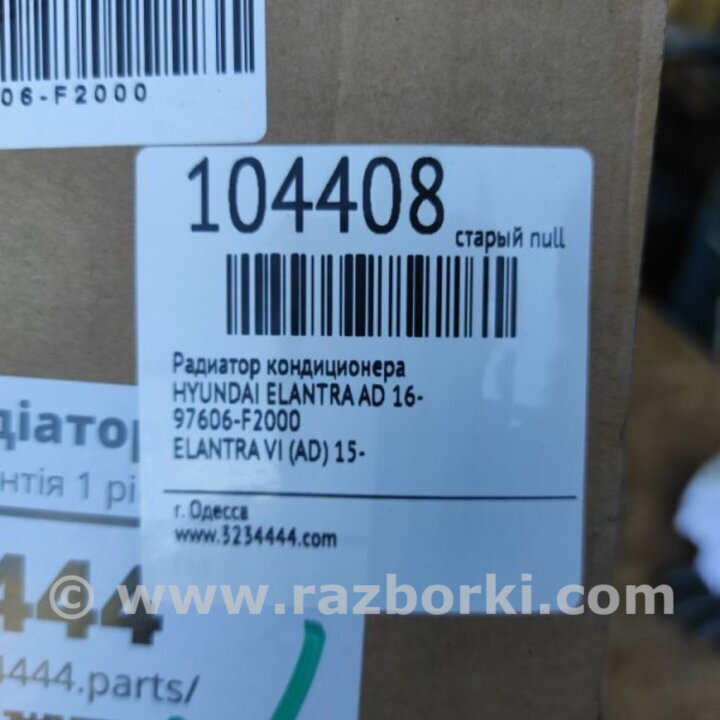 06-F2000
104408
старый null
Радиатор кондиционера
HYUNDAI ELANTRA AD 16-
97606-F2000
ELANTRA VI (AD) 15-
г. Одесса
www.3234444.com
діато
нтія 1 рі
© www.razborki.com
444
4444.parts/